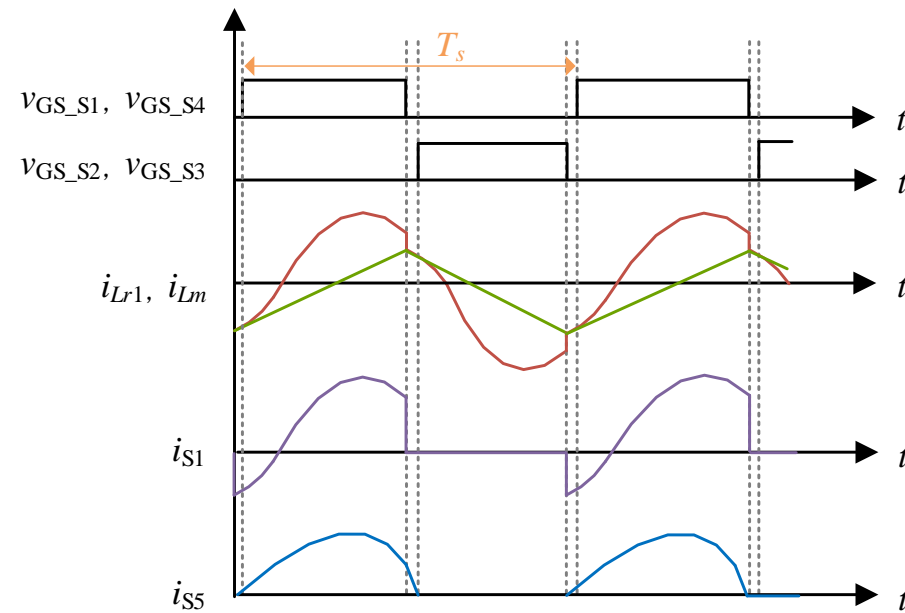 Ts
vGS_S1, vGS_S4
t
vGS_S2, vGS_S3
t
iLr1, iLm
t
iS1
t
iS5
t